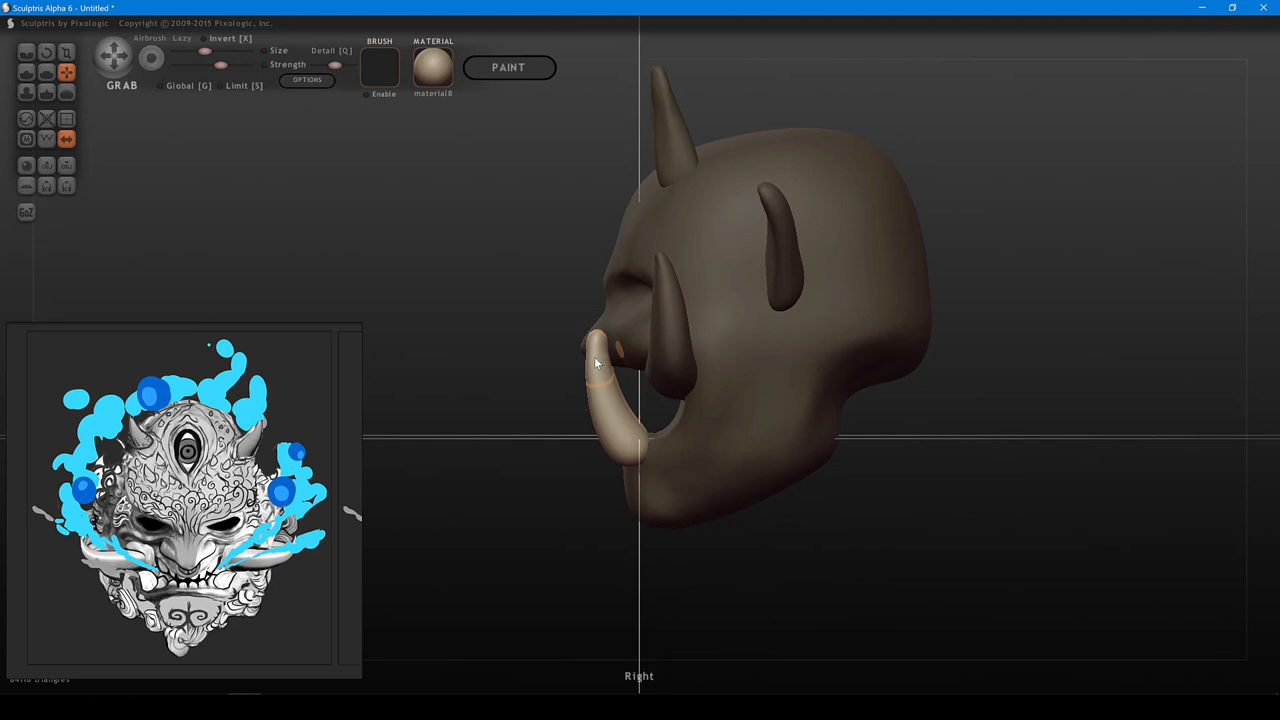 Sculptris Alpha 6 - Untitled *
Sculptris by Pixologic Copyright © 2009-2015 Pixologic, Inc.
Airbrush Lazy Invert [X]
Size Detail [Q]
Strength
GRAB Global [G] Limit [S] OPTIONS
BRUSH
Enable
MATERIAL
material8
PAINT
GoZ
Right
triangles